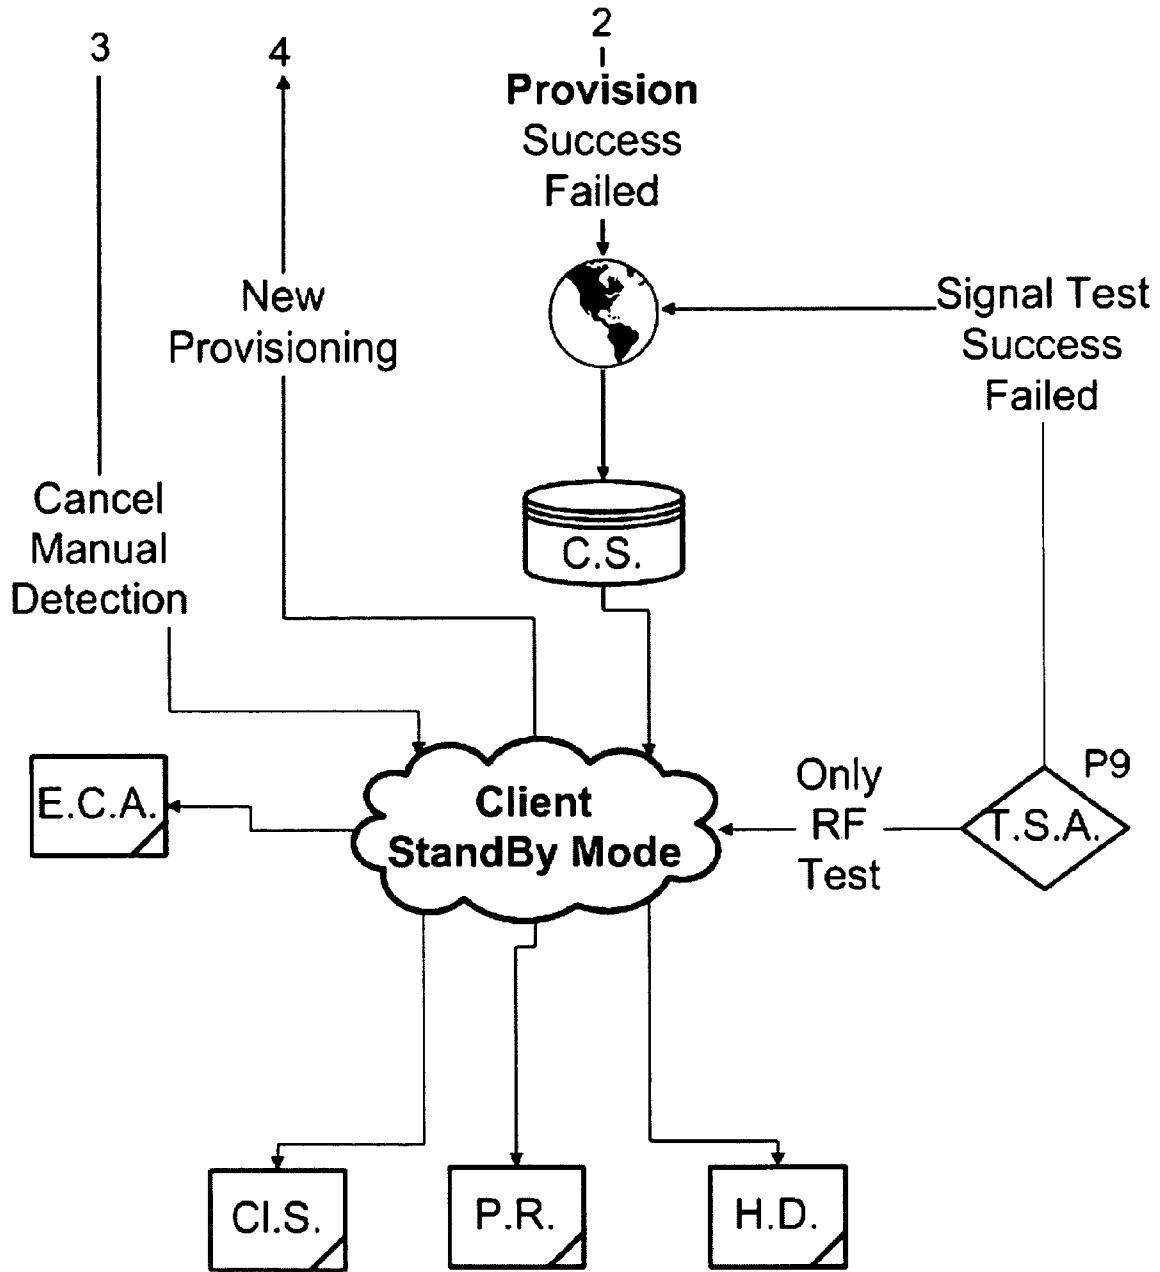 3
4
2
Provision
Success
Failed
New
Provisioning
Signal Test
Success
Failed
Cancel
Manual
Detection
C.S.
E.C.A.
Client
StandBy Mode
Only
RF
Test
P9
T.S.A.
Cl.S.
P.R.
H.D.